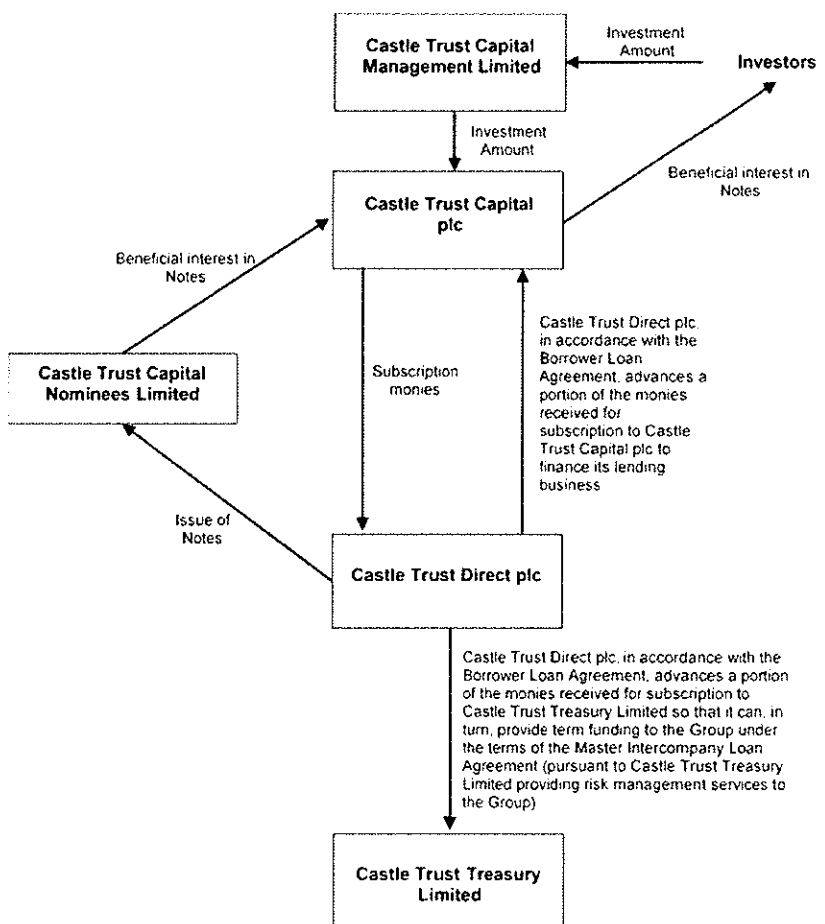 Castle Trust Capital
Management Limited
Investment
Amount
Investors
Investment
Amount
Beneficial interest in
Notes
Castle Trust Capital
plc
Beneficial interest in
Notes
Castle Trust Capital
Nominees Limited
Subscription
monies
Castle Trust Direct plc,
in accordance with the
Borrower Loan
Agreement, advances a
portion of the monies
received for
subscription to Castle
Trust Capital plc to
finance its lending
business
Issue of
Notes
Castle Trust Direct plc
Castle Trust Direct plc, in accordance with the
Borrower Loan Agreement, advances a portion
of the monies received for subscription to
Castle Trust Treasury Limited so that it can, in
turn, provide term funding to the Group under
the terms of the Master Intercompany Loan
Agreement (pursuant to Castle Trust Treasury
Limited providing risk management services to
the Group)
Castle Trust Treasury
Limited